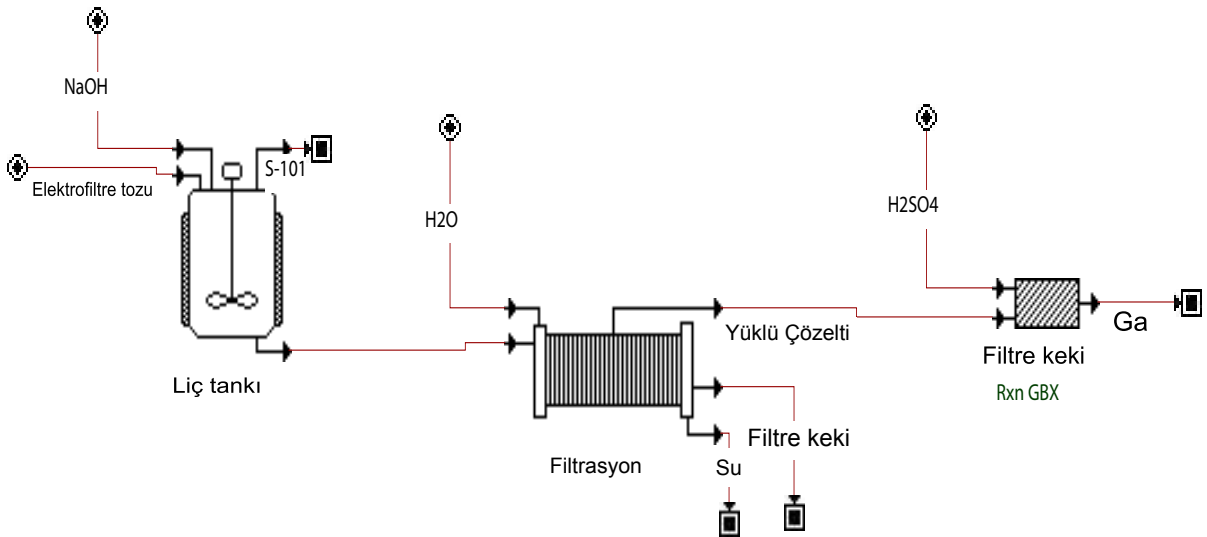 NaOH
Elektrofiltre tozu
S-101
Liç tankı
H2O
Filtrasyon
Yüklü Çözelti
Filtre keki
Su
H2SO4
Ga
Filtre keki
Rxn GBX